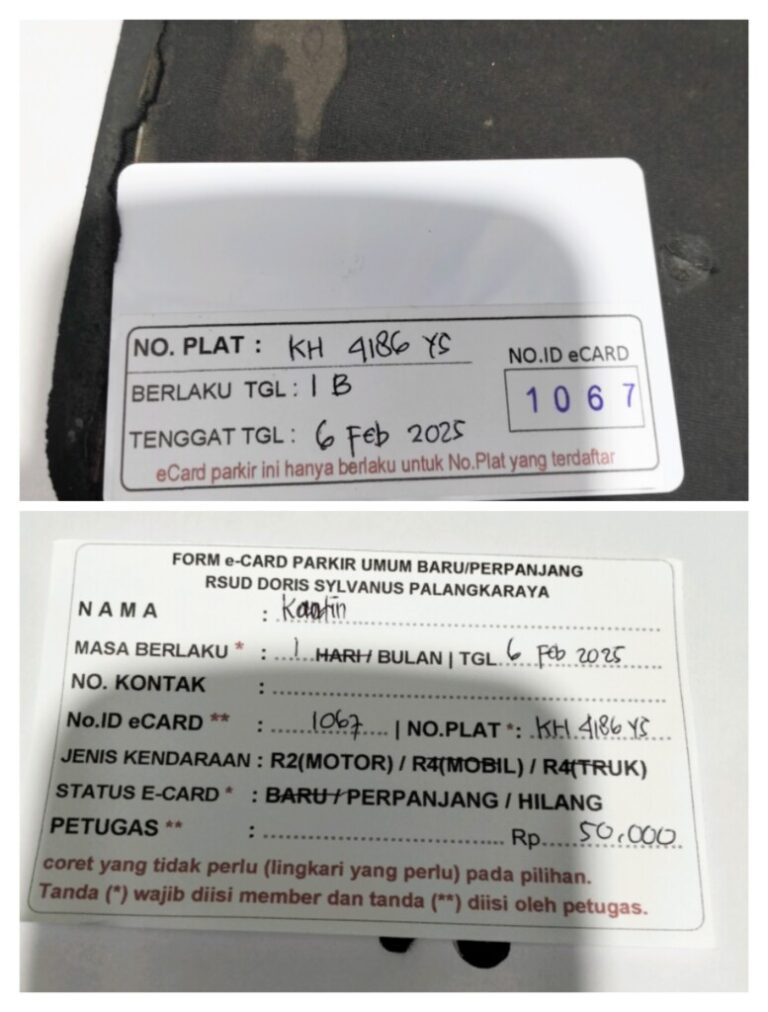 NO. PLAT : KH 4186 YS
BERLAKU TGL : 1 B
TENGGAT TGL : 6 Feb 2025
NO.ID eCARD
1067
eCard parkir ini hanya berlaku untuk No.Plat yang terdaftar
FORM e-CARD PARKIR UMUM BARU/PERPANJANG
RSUD DORIS SYLVANUS PALANGKARAYA
NAMA : Kantin
MASA BERLAKU * : 1 HARI / BULAN | TGL 6 Feb 2025
NO. KONTAK :
No.ID eCARD ** : 1067 | NO.PLAT *: KH 4186 YS
JENIS KENDARAAN : R2(MOTOR) / R4(MOBIL) / R4(TRUK)
STATUS E-CARD * : BARU / PERPANJANG / HILANG
PETUGAS ** : Rp 50.000
coret yang tidak perlu (lingkari yang perlu) pada pilihan.
Tanda (*) wajib diisi member dan tanda (**) diisi oleh petugas.